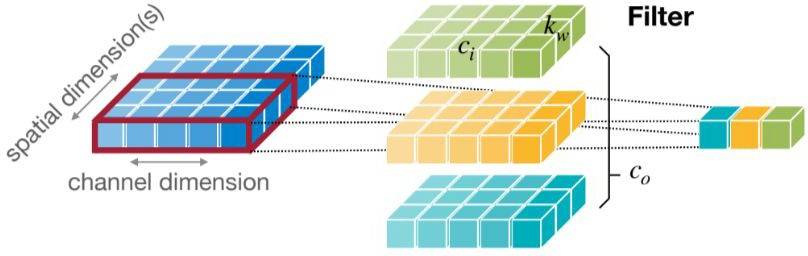 Filter
spatial dimension(s)
channel dimension
c_i
k_w
c_o